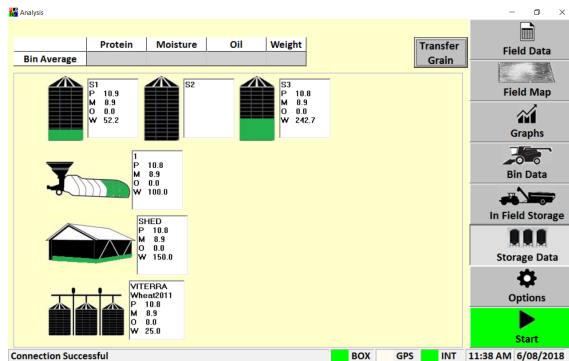 Analysis
Protein Moisture Oil Weight
Bin Average
Transfer
Grain
S1
P 10.9
M 8.9
O 0.0
W 52.2
S2
S3
P 10.8
M 8.9
O 0.0
W 242.7
1
P 10.8
M 8.9
O 0.0
W 100.0
SHED
P 10.8
M 8.9
O 0.0
W 150.0
VITERRA
Wheat2011
P 10.8
M 8.9
O 0.0
W 25.0
Field Data
Field Map
Graphs
Bin Data
In Field Storage
Storage Data
Options
Start
Connection Succesful
BOX GPS INT 11:38 AM 6/08/2018